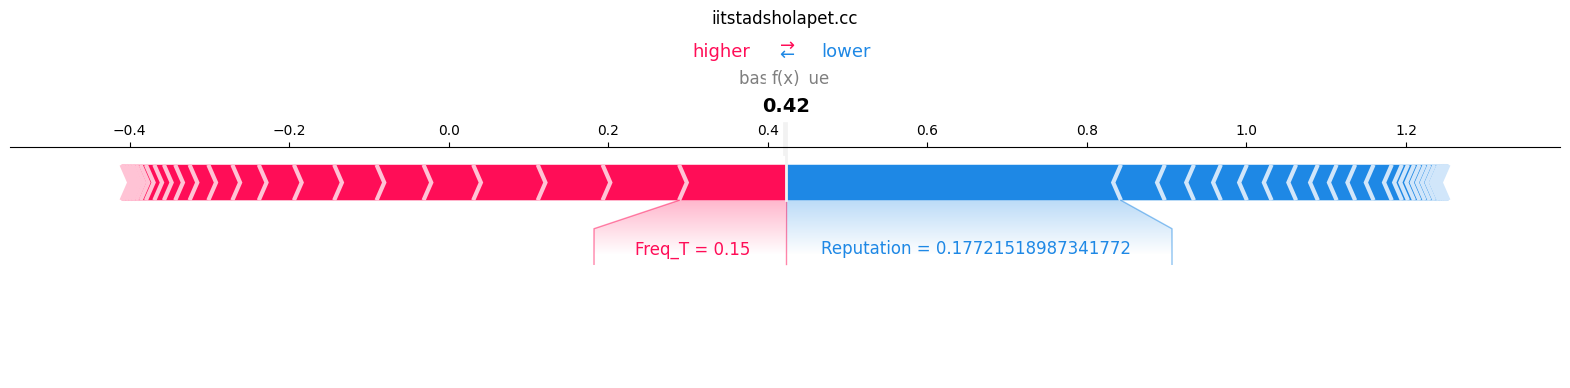 iitstadsholapet.cc
higher ⇄ lower
bas f(x) ue
0.42
−0.4 −0.2 0.0 0.2 0.4 0.6 0.8 1.0 1.2
Freq_T = 0.15 Reputation = 0.17721518987341772